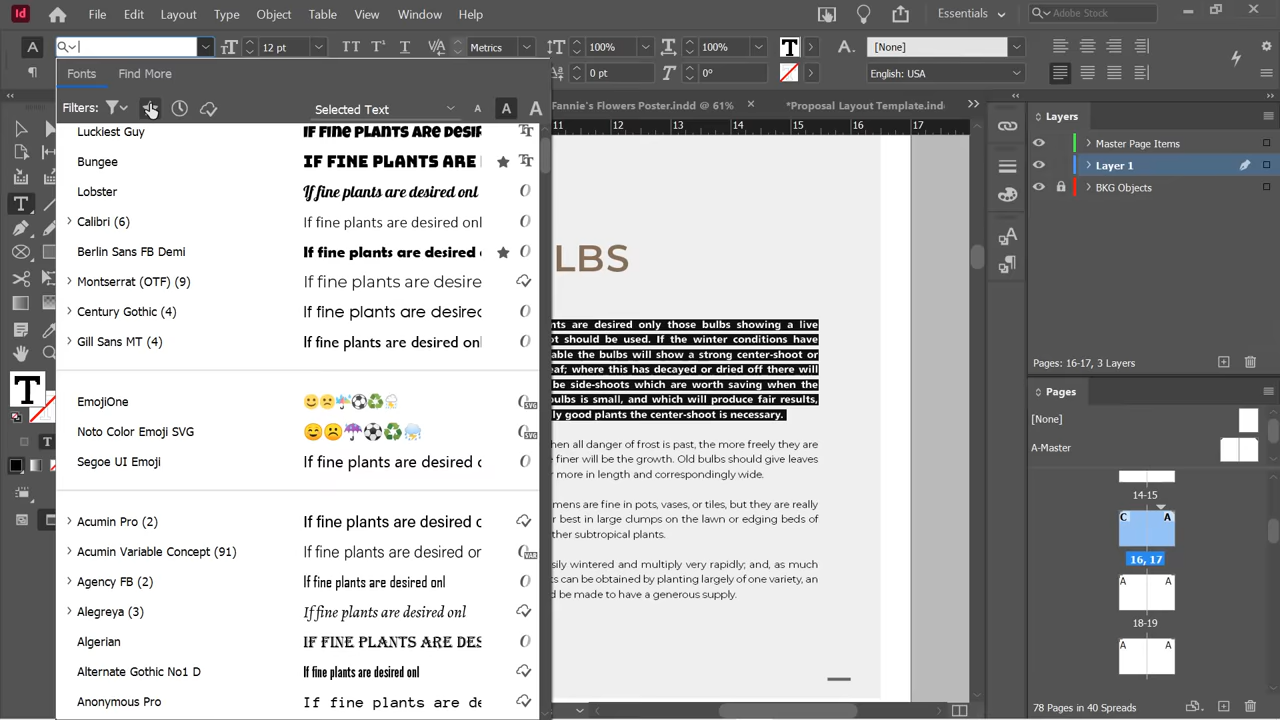 Id File Edit Layout Type Object Table View Window Help Essentials Adobe Stock
12 pt Metrics 100% 100% [None]
0 pt 0° English: USA
Fonts Find More
Filters: Selected Text
Fannie's Flowers Poster.indd @ 61% *Proposal Layout Template.indd
11 12 13 14 15 16 17
Luckiest Guy IF FINE PLANTS ARE DESIR
Bungee IF FINE PLANTS ARE
Lobster If fine plants are desired onl
Calibri (6) If fine plants are desired onl
Berlin Sans FB Demi If fine plants are desired
Montserrat (OTF) (9) If fine plants are desired
Century Gothic (4) If fine plants are desired
Gill Sans MT (4) If fine plants are desired onl
EmojiOne
Noto Color Emoji SVG
Segoe UI Emoji If fine plants are desired
Acumin Pro (2) If fine plants are desired
Acumin Variable Concept (91) If fine plants are desired or
Agency FB (2) If fine plants are desired onl
Alegreya (3) If fine plants are desired onl
Algerian IF FINE PLANTS ARE DES
Alternate Gothic No1 D If fine plants are desired onl
Anonymous Pro If fine plants are de
LBS
nts are desired only those bulbs showing a live
ot should be used. If the winter conditions have
able the bulbs will show a strong center-shoot or
eaf; where this has decayed or dried off there will
be side-shoots which are worth saving when the
bulbs is small, and which will produce fair results,
ly good plants the center-shoot is necessary.
hen all danger of frost is past, the more freely they are
e finer will be the growth. Old bulbs should give leaves
r more in length and correspondingly wide.
mens are fine in pots, vases, or tiles, but they are really
r best in large clumps on the lawn or edging beds of
ther subtropical plants.
sily wintered and multiply very rapidly; and, as much
ks can be obtained by planting largely of one variety, an
d be made to have a generous supply.
Layers
Master Page Items
Layer 1
BKG Objects
Pages: 16-17, 3 Layers
Pages
[None]
A-Master
14-15
C A
16, 17
A A
18-19
A A
78 Pages in 40 Spreads